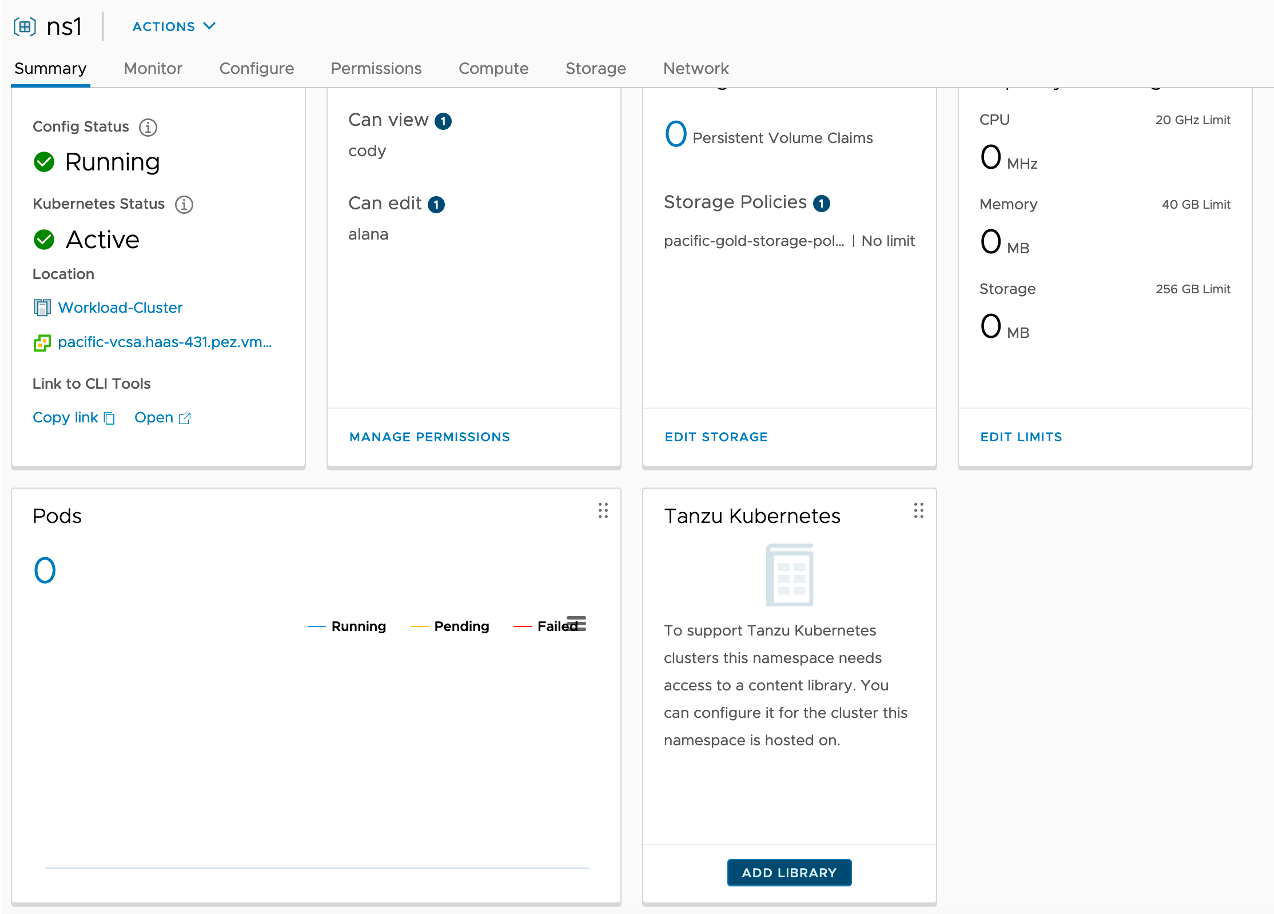 ns1
ACTIONS
Summary Monitor Configure Permissions Compute Storage Network
Config Status
Running
Kubernetes Status
Active
Location
Workload-Cluster
pacific-vcsa.haas-431.pez.vm...
Link to CLI Tools
Copy link Open
Can view 1
cody
Can edit 1
alana
MANAGE PERMISSIONS
0 Persistent Volume Claims
Storage Policies 1
pacific-gold-storage-pol... | No limit
EDIT STORAGE
CPU 20 GHz Limit
0 MHz
Memory 40 GB Limit
0 MB
Storage 256 GB Limit
0 MB
EDIT LIMITS
Pods
0
Running Pending Failed
Tanzu Kubernetes
To support Tanzu Kubernetes
clusters this namespace needs
access to a content library. You
can configure it for the cluster this
namespace is hosted on.
ADD LIBRARY